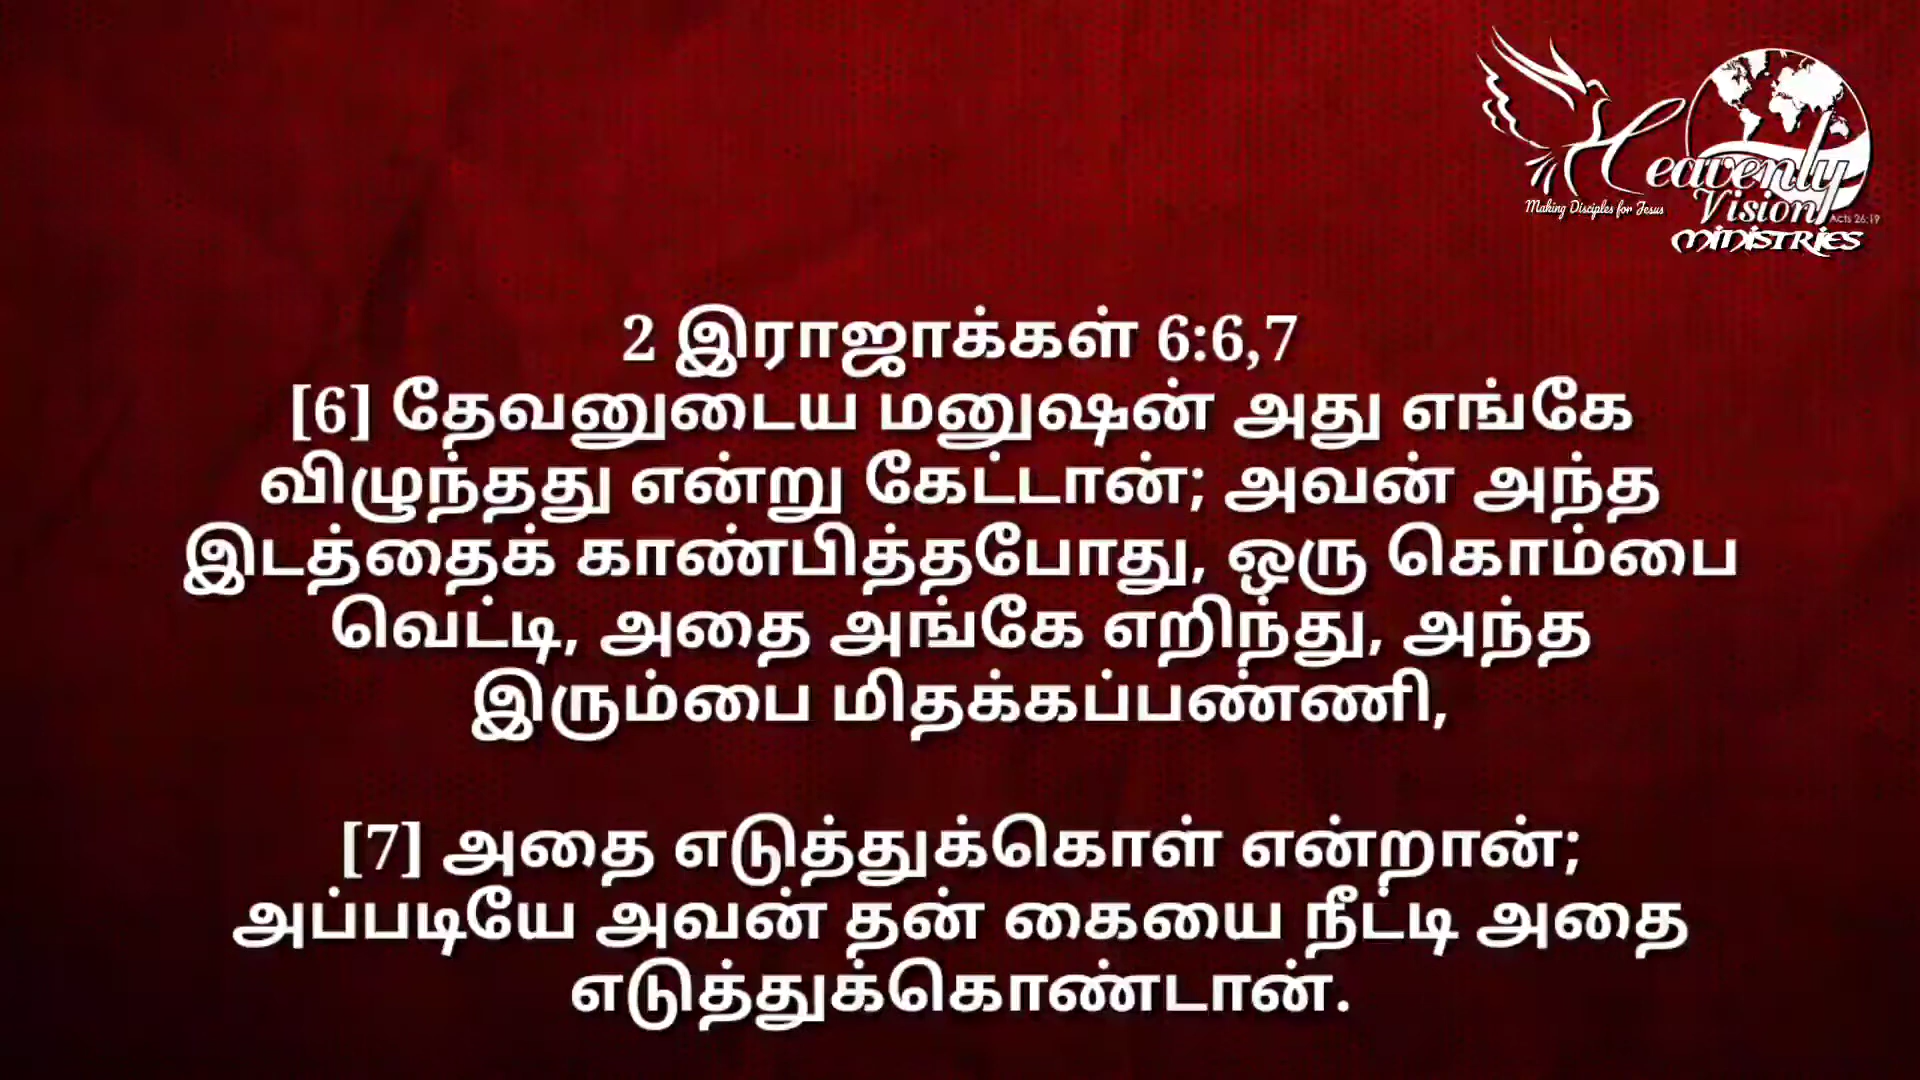 Heavenly
Vision
Acts 26:19
Making Disciples for Jesus
MINISTRIES
2 இராஜாக்கள் 6:6,7
[6] தேவனுடைய மனுஷன் அது எங்கே
விழுந்தது என்று கேட்டான்; அவன் அந்த
இடத்தைக் காண்பித்தபோது, ஒரு கொம்பை
வெட்டி, அதை அங்கே எறிந்து, அந்த
இரும்பை மிதக்கப்பண்ணி,
[7] அதை எடுத்துக்கொள் என்றான்;
அப்படியே அவன் தன் கையை நீட்டி அதை
எடுத்துக்கொண்டான்.